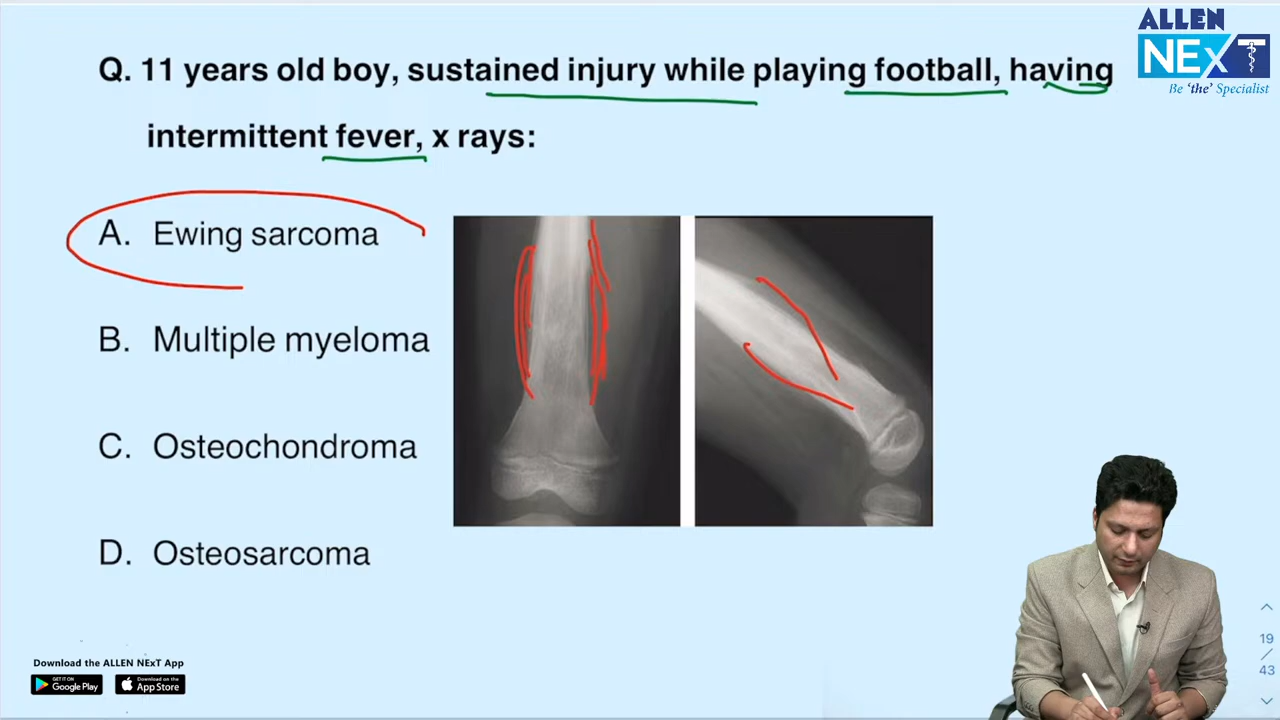 ALLEN
NEXT
Be 'the' Specialist
Q. 11 years old boy, sustained injury while playing football, having
intermittent fever, x rays:
A. Ewing sarcoma
B. Multiple myeloma
C. Osteochondroma
D. Osteosarcoma
Download the ALLEN NExT App
GET IT ON
Google Play
Download on the
App Store
19
/
43